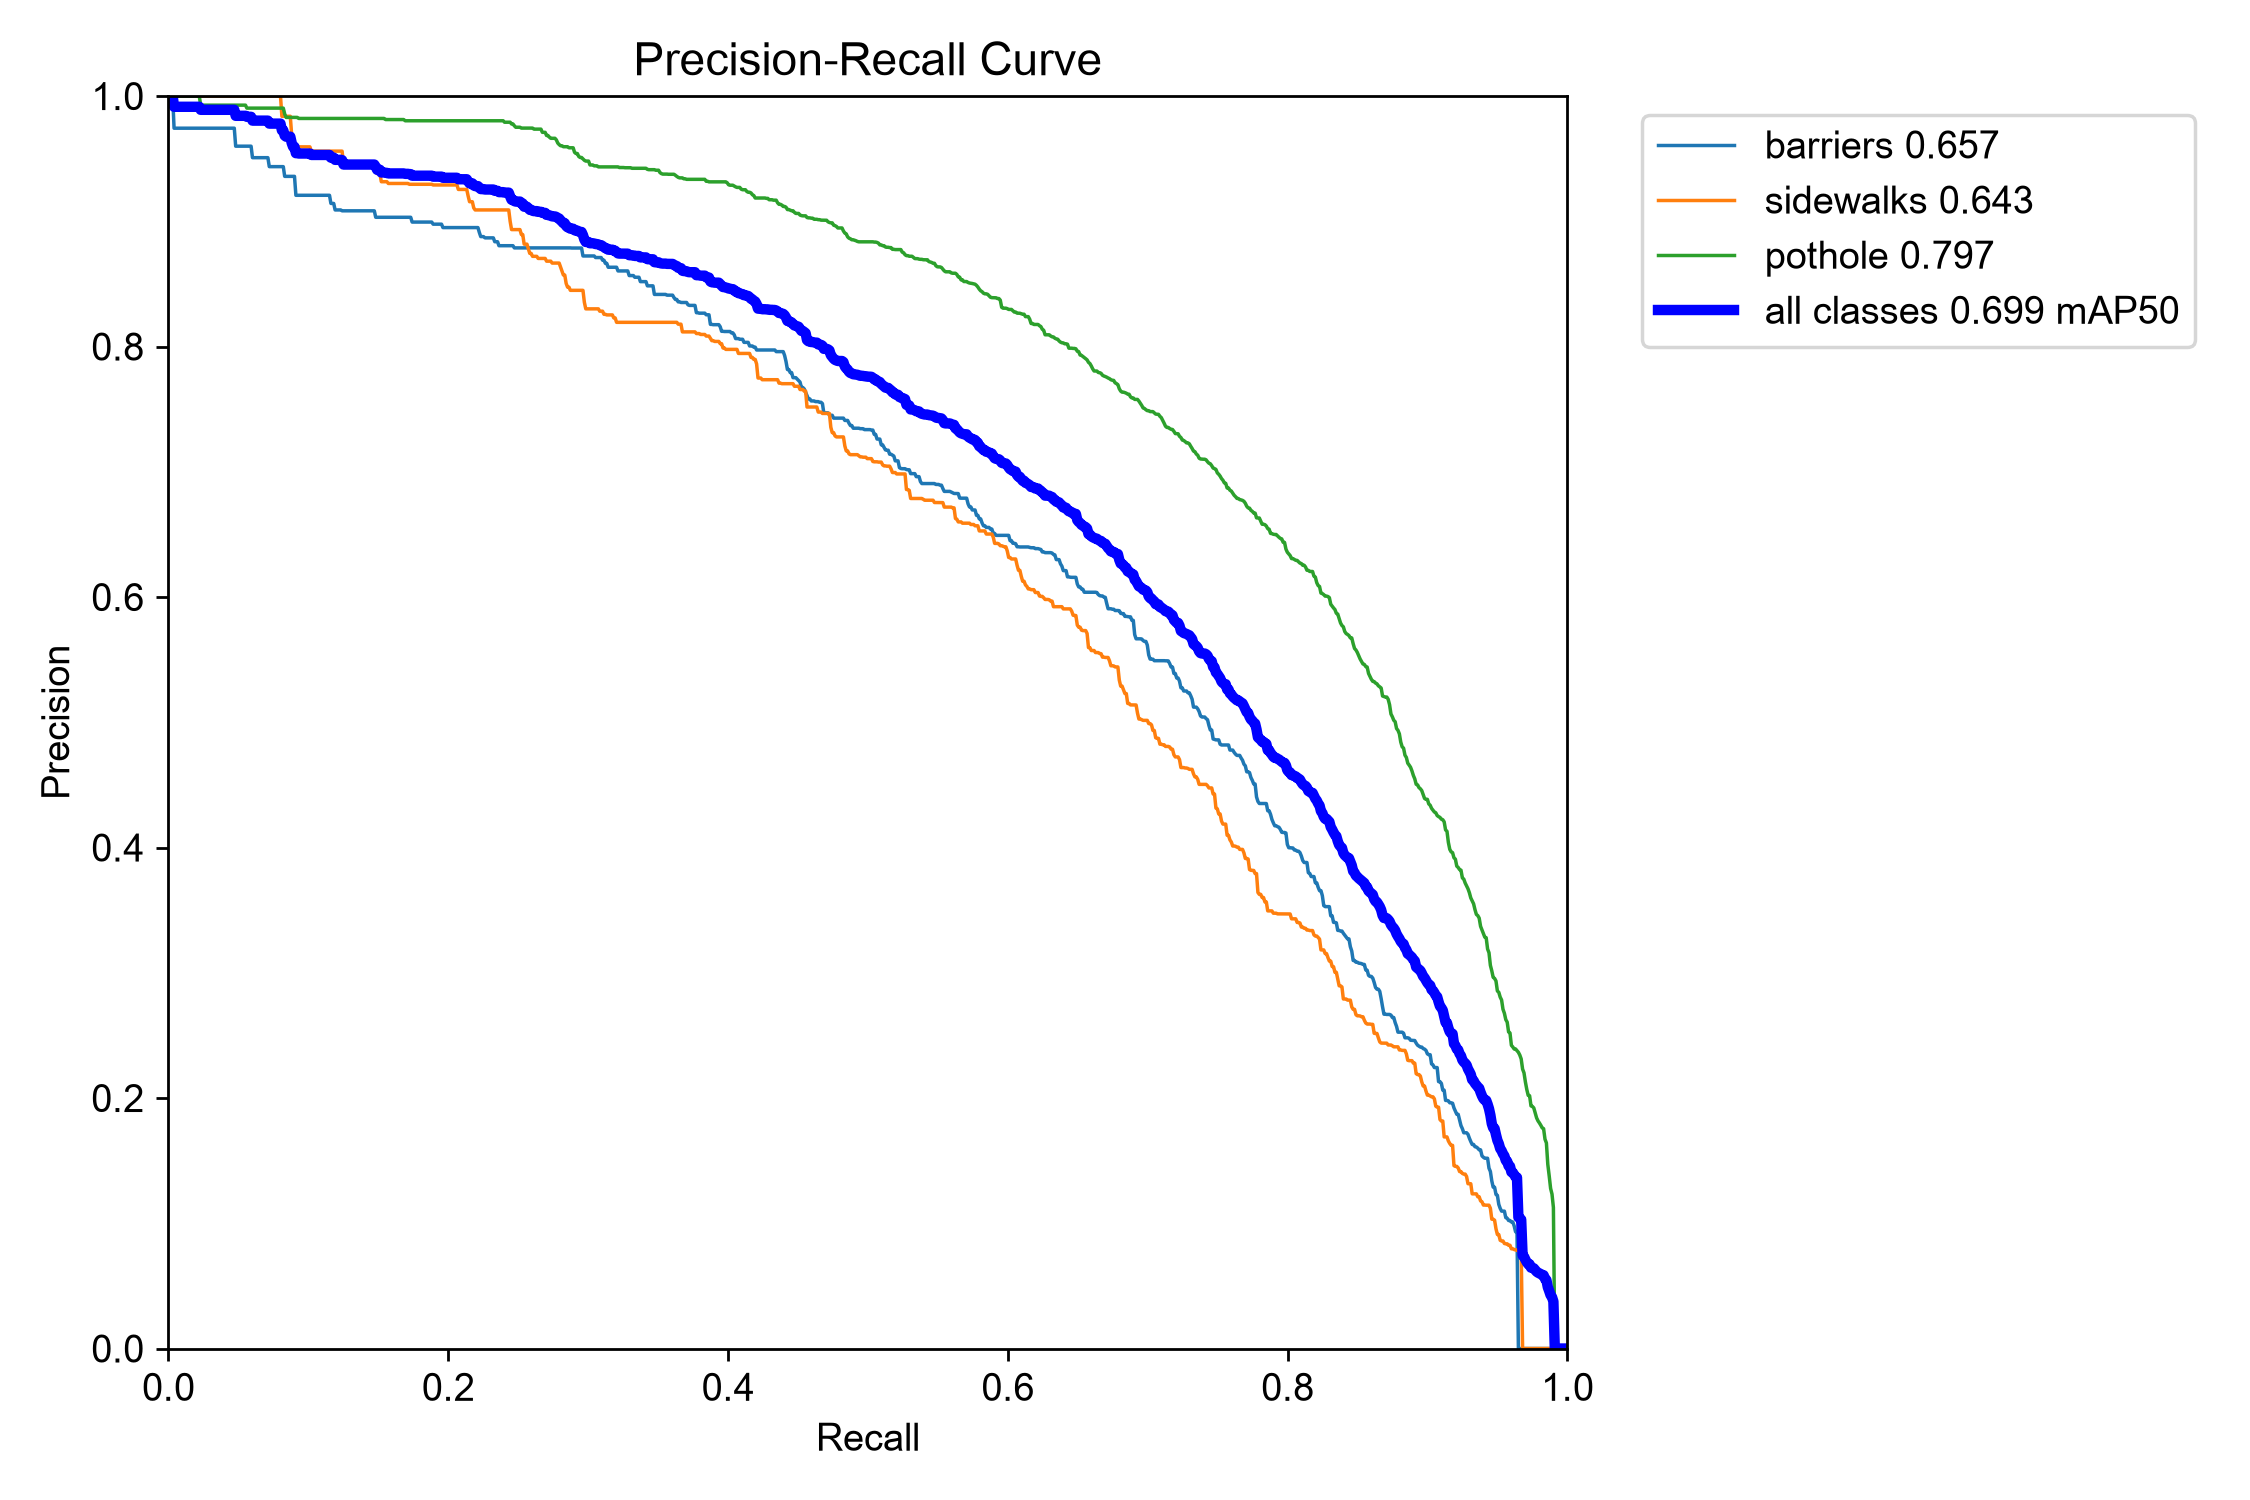 Precision-Recall Curve
1.0
0.8
0.6
0.4
0.2
0.0
Precision
0.0 0.2 0.4 0.6 0.8 1.0
Recall
barriers 0.657
sidewalks 0.643
pothole 0.797
all classes 0.699 mAP50